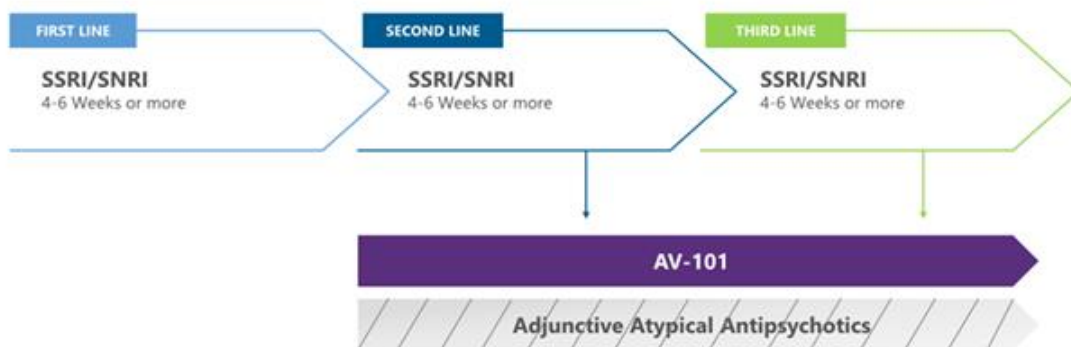 FIRST LINE
SSRI/SNRI
4-6 Weeks or more
SECOND LINE
SSRI/SNRI
4-6 Weeks or more
THIRD LINE
SSRI/SNRI
4-6 Weeks or more
AV-101
Adjunctive Atypical Antipsychotics